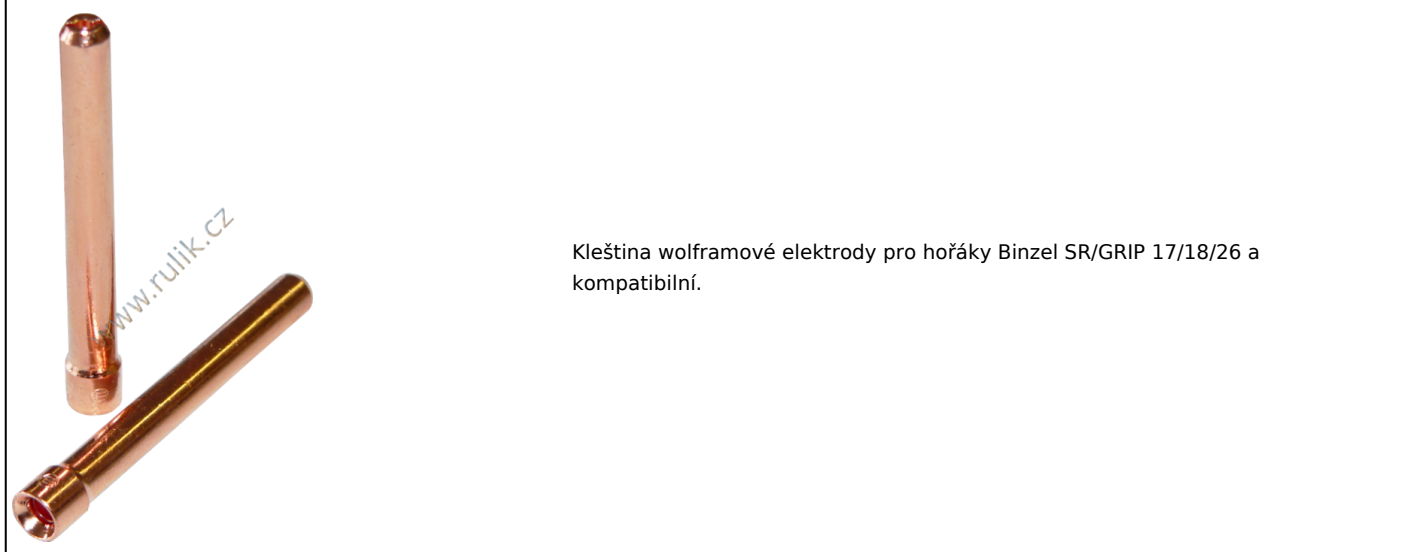 www.rulik.cz
Kleština wolframové elektrody pro hořáky Binzel SR/GRIP 17/18/26 a
kompatibilní.